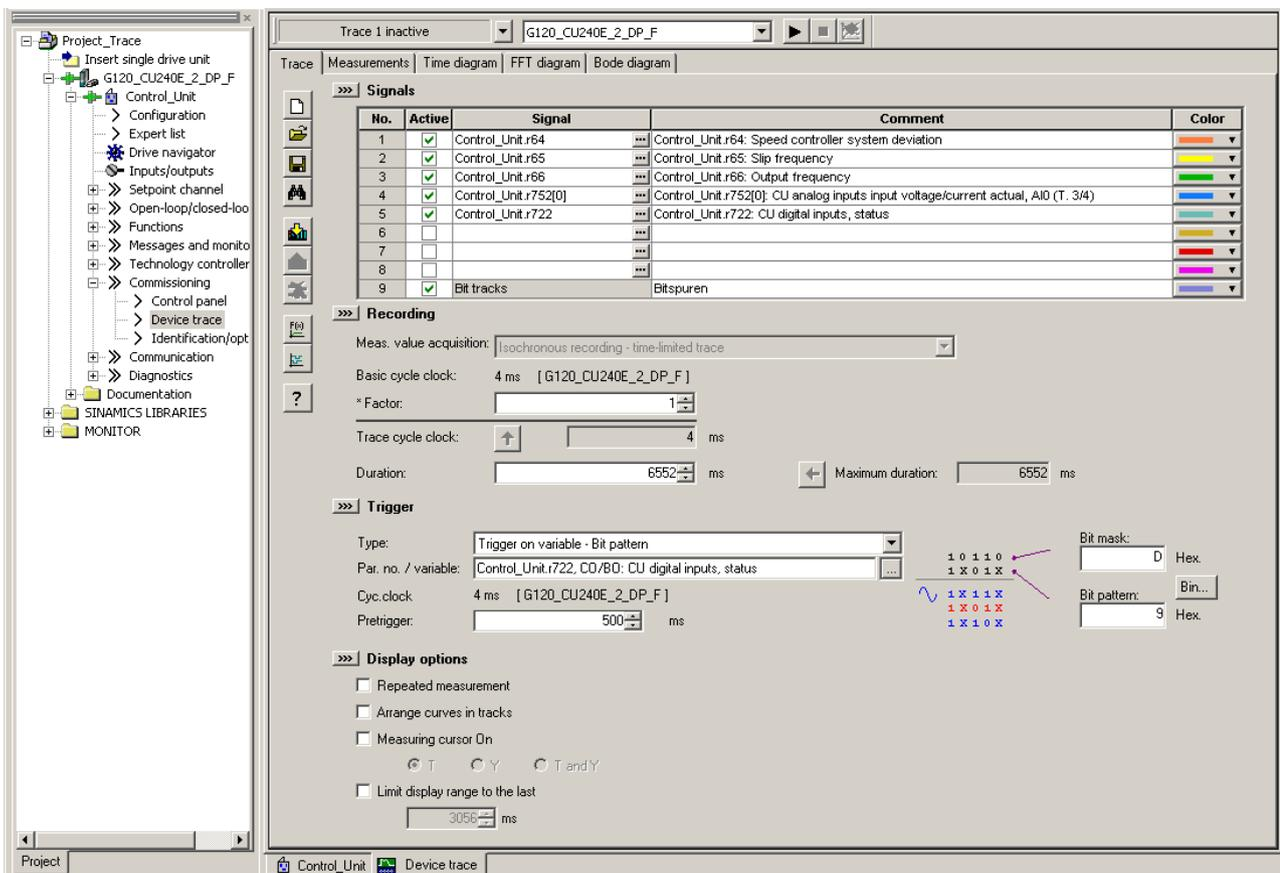 Project_Trace
Insert single drive unit
G120_CU240E_2_DP_F
Control_Unit
Configuration
Expert list
Drive navigator
Inputs/outputs
Setpoint channel
Open-loop/closed-loo
Functions
Messages and monito
Technology controller
Commissioning
Control panel
Device trace
Identification/opt
Communication
Diagnostics
Documentation
SINAMICS LIBRARIES
MONITOR
Project
Trace 1 inactive G120_CU240E_2_DP_F
Trace Measurements Time diagram FFT diagram Bode diagram
>>> Signals
No. Active Signal Comment Color
1 Control_Unit.r64 ... Control_Unit.r64: Speed controller system deviation
2 Control_Unit.r65 ... Control_Unit.r65: Slip frequency
3 Control_Unit.r66 ... Control_Unit.r66: Output frequency
4 Control_Unit.r752[0] ... Control_Unit.r752[0]: CU analog inputs input voltage/current actual, AI0 (T. 3/4)
5 Control_Unit.r722 ... Control_Unit.r722: CU digital inputs, status
6 ...
7 ...
8 ...
9 Bit tracks Bitspuren
F(x)
?
>>> Recording
Meas. value acquisition: Isochronous recording - time-limited trace
Basic cycle clock: 4 ms [G120_CU240E_2_DP_F]
* Factor: 1
Trace cycle clock: 4 ms
Duration: 6552 ms Maximum duration: 6552 ms
>>> Trigger
Type: Trigger on variable - Bit pattern
Par. no. / variable: Control_Unit.r722, CO/BO: CU digital inputs, status ...
Cyc.clock 4 ms [G120_CU240E_2_DP_F]
Pretrigger: 500 ms
1 0 1 1 0
1 X 0 1 X
1 X 1 1 X
1 X 0 1 X
1 X 1 0 X
Bit mask:
D Hex.
Bin...
Bit pattern:
9 Hex.
>>> Display options
Repeated measurement
Arrange curves in tracks
Measuring cursor On
T Y T and Y
Limit display range to the last
3056 ms
Control_Unit Device trace